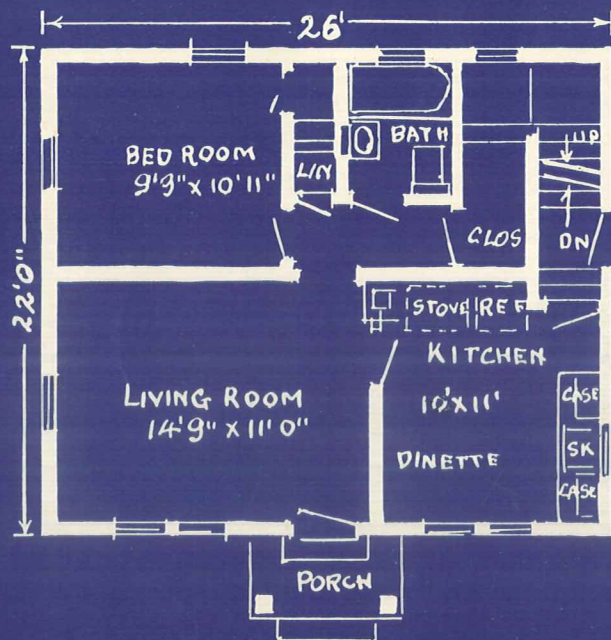 26'
BED ROOM
9'9" x 10'11"
LIN
BATH
UP
CLOS
DN
22'0"
STOVE
REF
KITCHEN
10'x11'
LIVING ROOM
14'9" x 11'0"
DINETTE
CASE
SK
CASE
PORCH